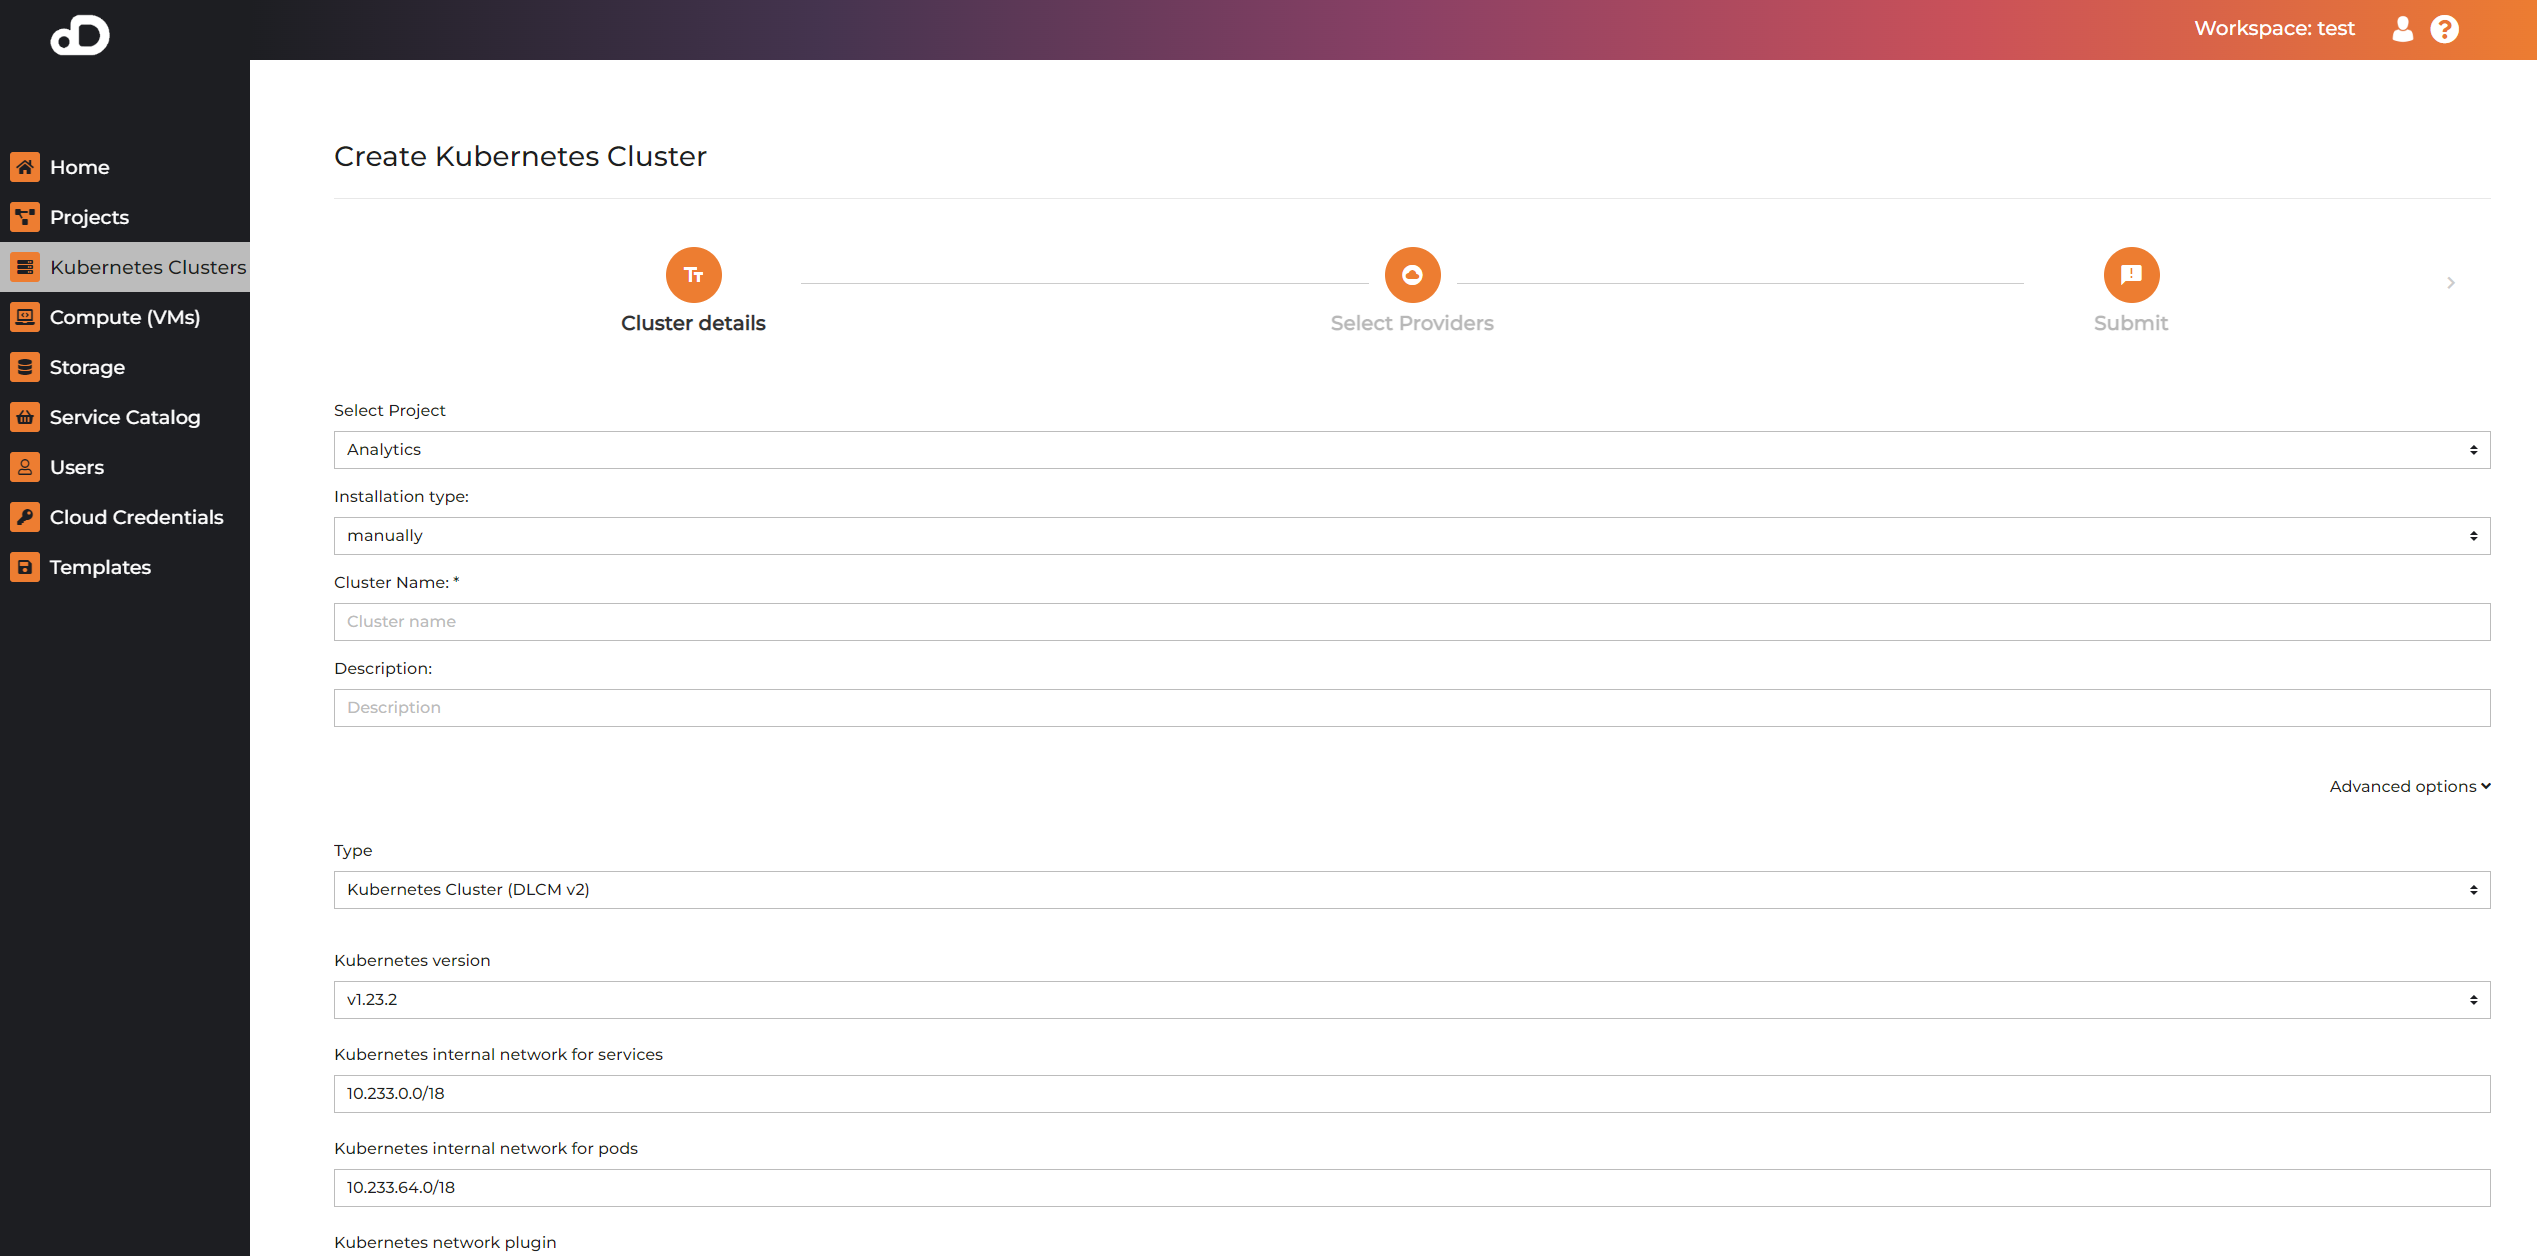 Workspace: test
Home
Projects
Kubernetes Clusters
Compute (VMs)
Storage
Service Catalog
Users
Cloud Credentials
Templates
Create Kubernetes Cluster
Cluster details
Select Providers
Submit
Select Project
Analytics
Installation type:
manually
Cluster Name: *
Cluster name
Description:
Description
Advanced options
Type
Kubernetes Cluster (DLCM v2)
Kubernetes version
v1.23.2
Kubernetes internal network for services
10.233.0.0/18
Kubernetes internal network for pods
10.233.64.0/18
Kubernetes network plugin